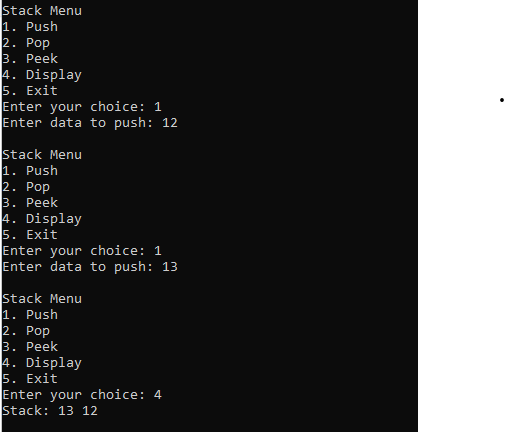 Stack Menu
1. Push
2. Pop
3. Peek
4. Display
5. Exit
Enter your choice: 1
Enter data to push: 12

Stack Menu
1. Push
2. Pop
3. Peek
4. Display
5. Exit
Enter your choice: 1
Enter data to push: 13

Stack Menu
1. Push
2. Pop
3. Peek
4. Display
5. Exit
Enter your choice: 4
Stack: 13 12